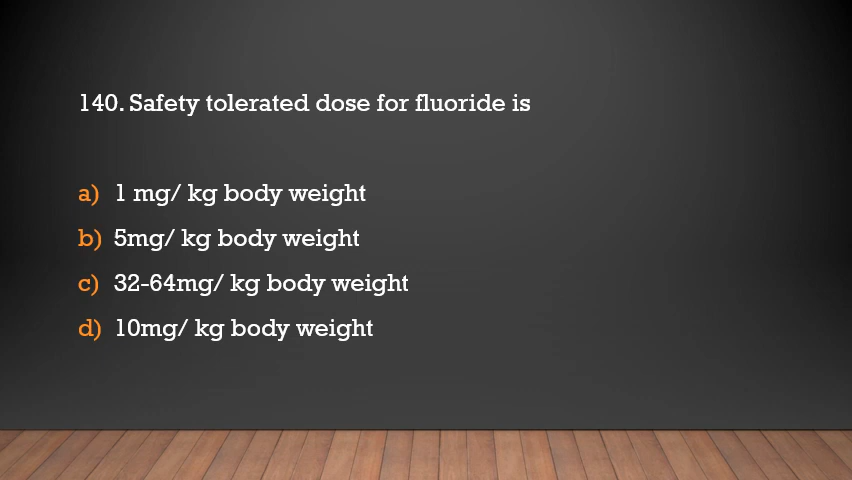 140. Safety tolerated dose for fluoride is
a) 1 mg/ kg body weight
b) 5mg/ kg body weight
c) 32-64mg/ kg body weight
d) 10mg/ kg body weight